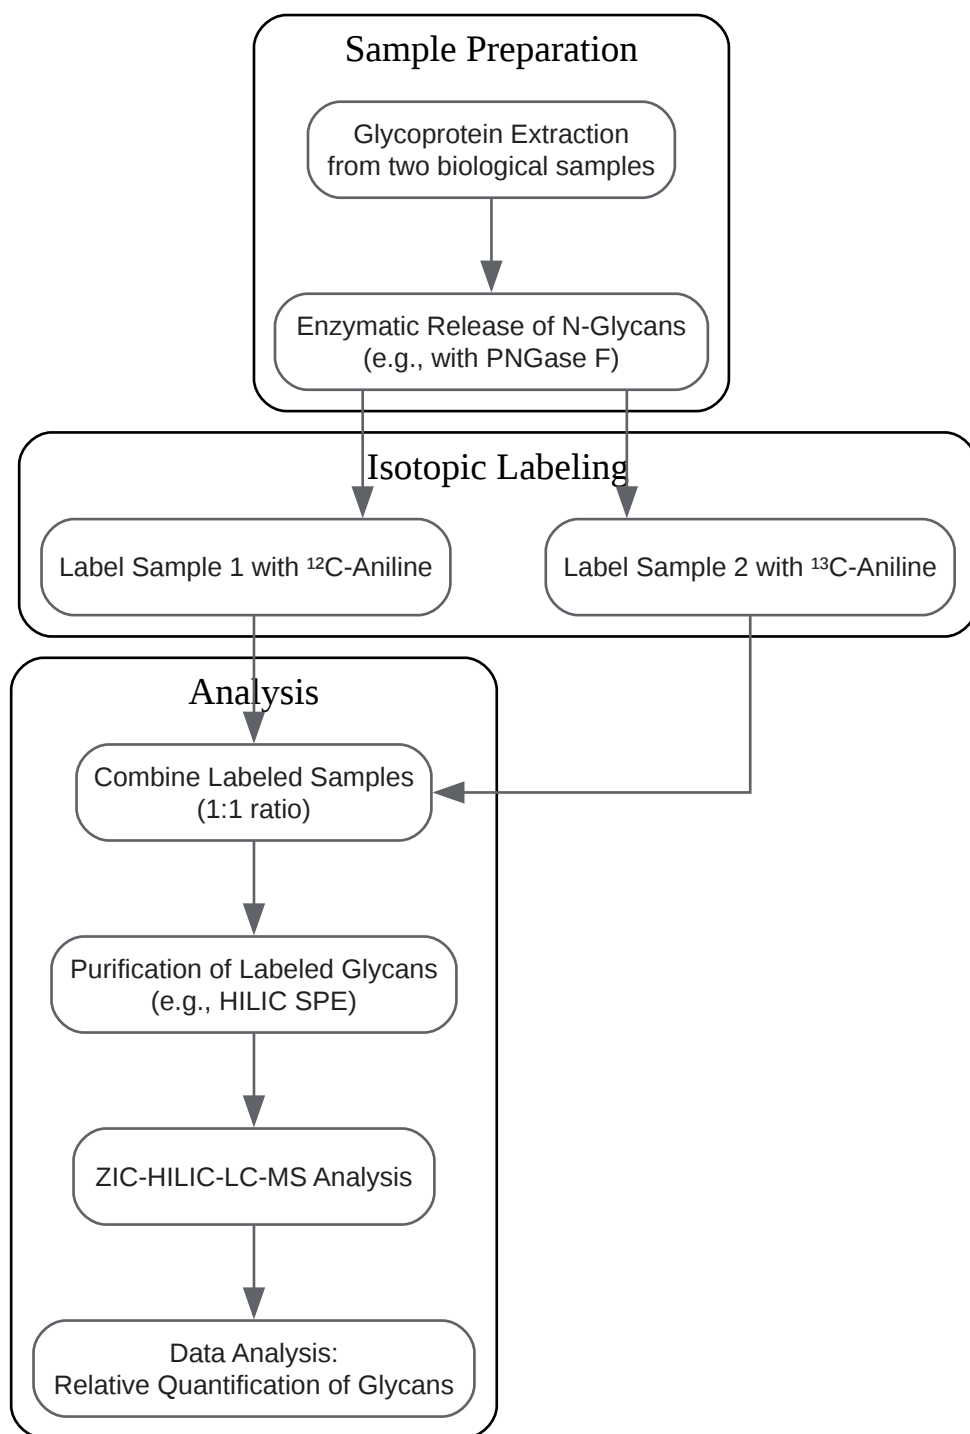 Sample Preparation
Glycoprotein Extraction
from two biological samples
Enzymatic Release of N-Glycans
(e.g., with PNGase F)
Isotopic Labeling
Label Sample 1 with ¹²C-Aniline
Label Sample 2 with ¹³C-Aniline
Analysis
Combine Labeled Samples
(1:1 ratio)
Purification of Labeled Glycans
(e.g., HILIC SPE)
ZIC-HILIC-LC-MS Analysis
Data Analysis:
Relative Quantification of Glycans